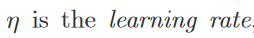 η is the learning rate,